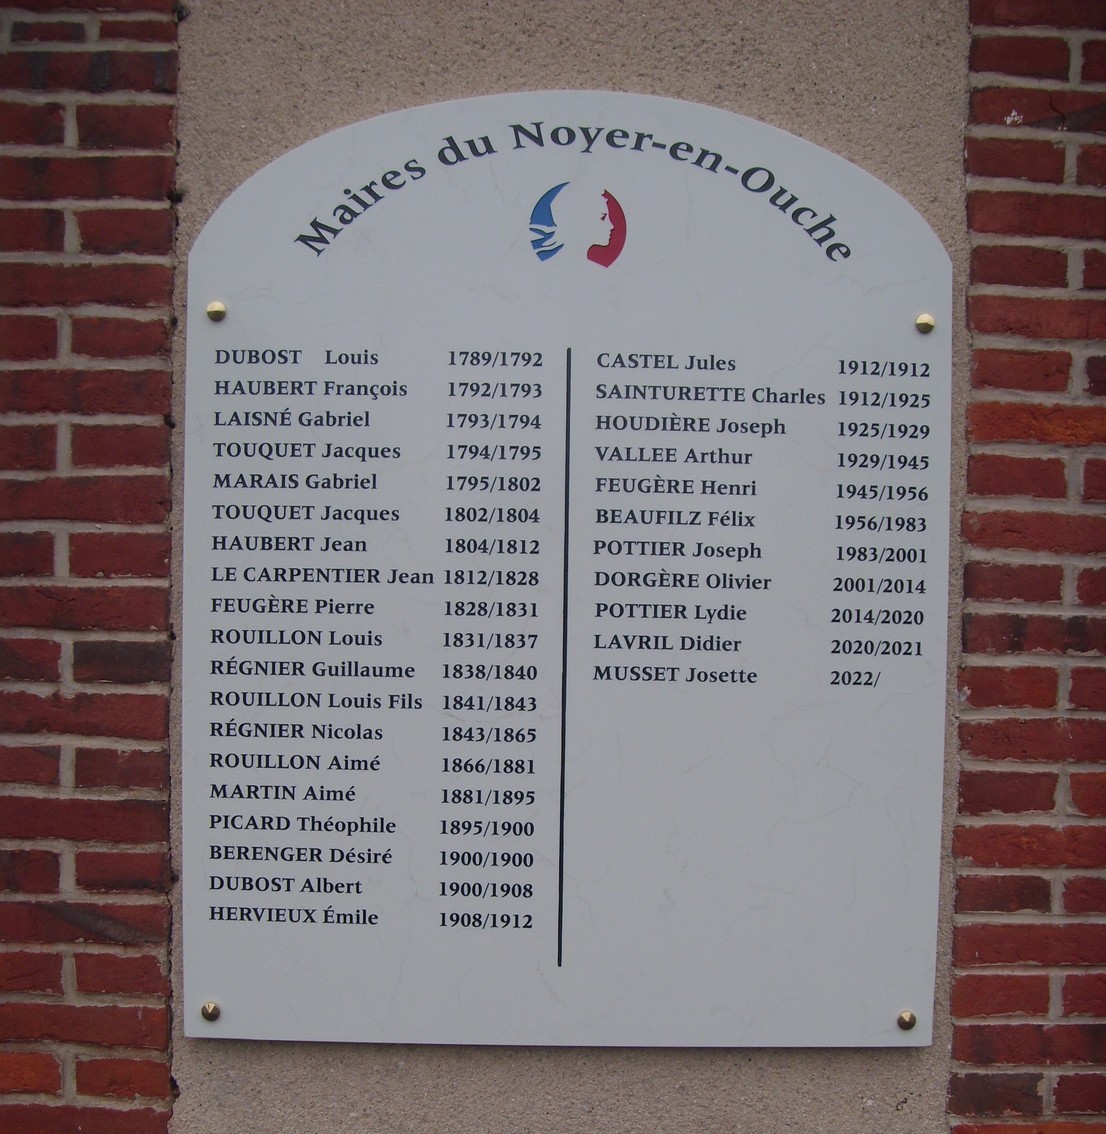 Maires du Noyer-en-Ouche
DUBOST Louis 1789/1792
HAUBERT François 1792/1793
LAISNÉ Gabriel 1793/1794
TOUQUET Jacques 1794/1795
MARAIS Gabriel 1795/1802
TOUQUET Jacques 1802/1804
HAUBERT Jean 1804/1812
LE CARPENTIER Jean 1812/1828
FEUGÈRE Pierre 1828/1831
ROUILLON Louis 1831/1837
RÉGNIER Guillaume 1838/1840
ROUILLON Louis Fils 1841/1843
RÉGNIER Nicolas 1843/1865
ROUILLON Aimé 1866/1881
MARTIN Aimé 1881/1895
PICARD Théophile 1895/1900
BERENGER Désiré 1900/1900
DUBOST Albert 1900/1908
HERVIEUX Émile 1908/1912
CASTEL Jules 1912/1912
SAINTURETTE Charles 1912/1925
HOUDIÈRE Joseph 1925/1929
VALLEE Arthur 1929/1945
FEUGÈRE Henri 1945/1956
BEAUFILZ Félix 1956/1983
POTTIER Joseph 1983/2001
DORGÈRE Olivier 2001/2014
POTTIER Lydie 2014/2020
LAVRIL Didier 2020/2021
MUSSET Josette 2022/